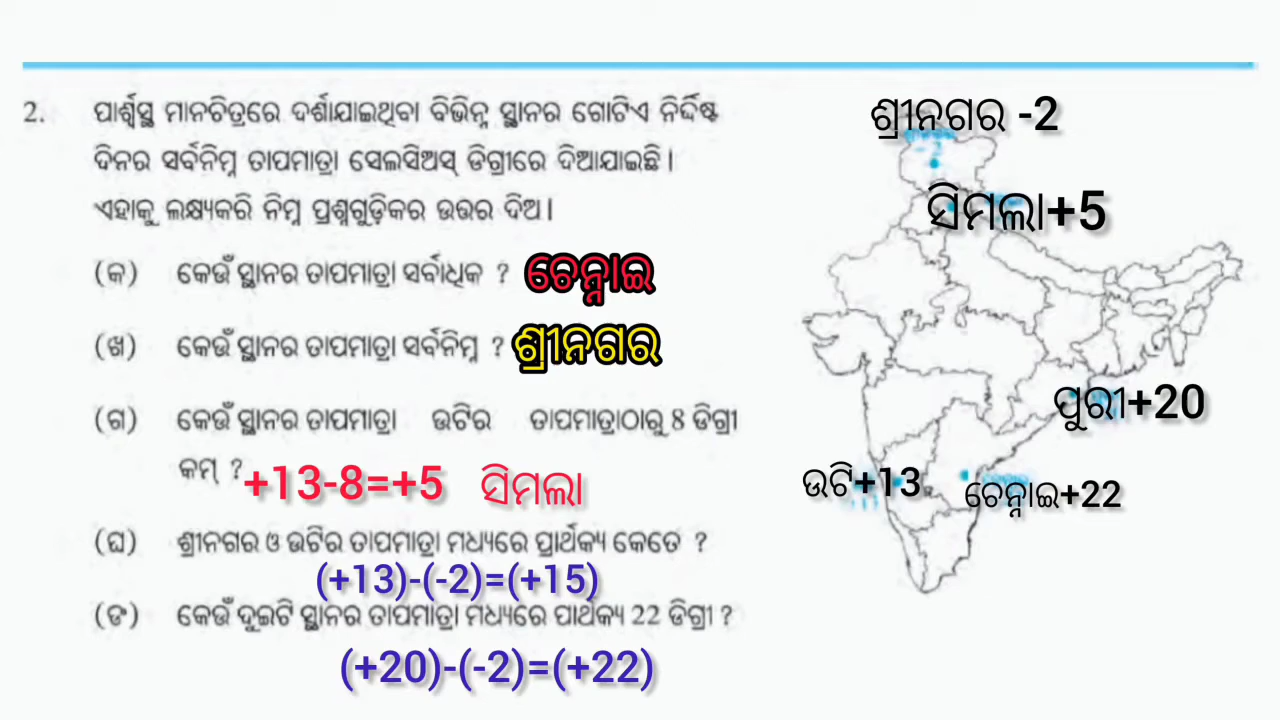 2. ପାର୍ଶ୍ୱସ୍ଥ ମାନଚିତ୍ରରେ ଦର୍ଶାଯାଇଥିବା ବିଭିନ୍ନ ସ୍ଥାନର ଗୋଟିଏ ନିର୍ଦ୍ଦିଷ୍ଟ
ଦିନର ସର୍ବନିମ୍ନ ତାପମାତ୍ରା ସେଲସିଅସ୍ ଡିଗ୍ରୀରେ ଦିଆଯାଇଛି ।
ଏହାକୁ ଲକ୍ଷ୍ୟକରି ନିମ୍ନ ପ୍ରଶ୍ନଗୁଡ଼ିକର ଉତ୍ତର ଦିଅ ।
(କ) କେଉଁ ସ୍ଥାନର ତାପମାତ୍ରା ସର୍ବାଧିକ ? ଚେନ୍ନାଇ
(ଖ) କେଉଁ ସ୍ଥାନର ତାପମାତ୍ରା ସର୍ବନିମ୍ନ ? ଶ୍ରୀନଗର
(ଗ) କେଉଁ ସ୍ଥାନର ତାପମାତ୍ରା ଉଟିର ତାପମାତ୍ରାଠାରୁ 8 ଡିଗ୍ରୀ
କମ୍ ? +13-8=+5 ସିମଲା
(ଘ) ଶ୍ରୀନଗର ଓ ଉଟିର ତାପମାତ୍ରା ମଧ୍ୟରେ ପ୍ରାର୍ଥକ୍ୟ କେତେ ?
(+13)-(-2)=(+15)
(ଙ) କେଉଁ ଦୁଇଟି ସ୍ଥାନର ତାପମାତ୍ରା ମଧ୍ୟରେ ପାର୍ଥକ୍ୟ 22 ଡିଗ୍ରୀ ?
(+20)-(-2)=(+22)
ଶ୍ରୀନଗର -2
ସିମଲା+5
ପୁରୀ+20
ଉଟି+13
ଚେନ୍ନାଇ+22